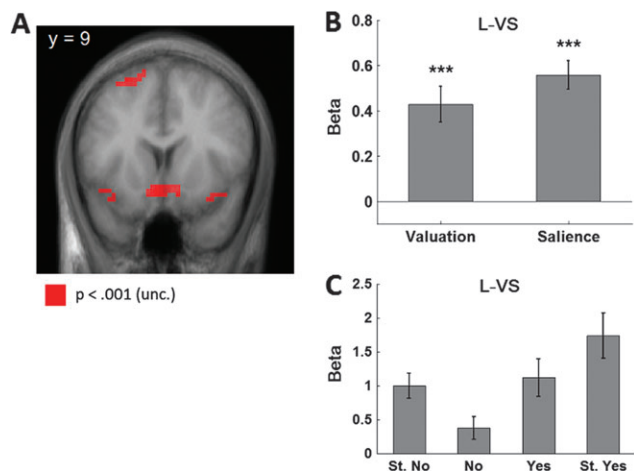 A
y = 9
p < .001 (unc.)
B
L-VS
***
***
Beta
0.8
0.6
0.4
0.2
0
Valuation
Salience
C
L-VS
Beta
2.5
2
1.5
1
0.5
0
St. No
No
Yes
St. Yes